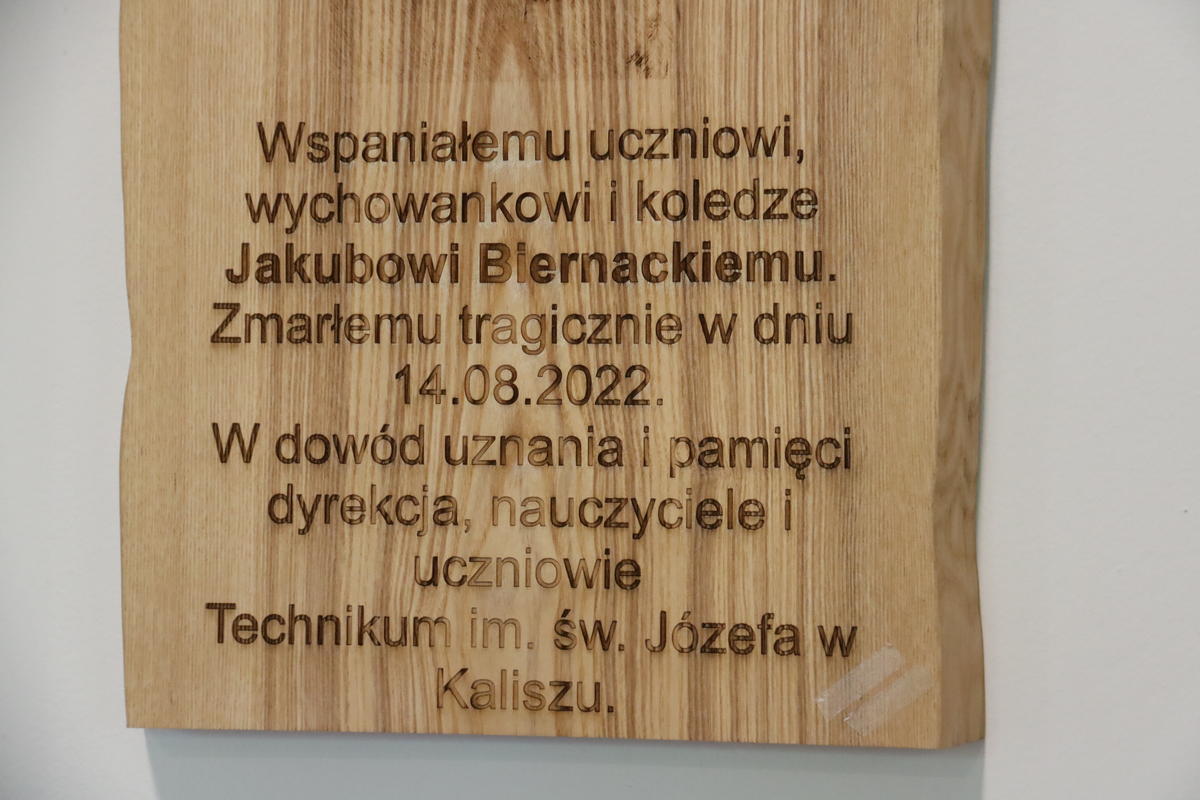 Wspaniałemu uczniowi,
wychowankowi i koledze
Jakubowi Biernackiemu.
Zmarłemu tragicznie w dniu
14.08.2022.
W dowód uznania i pamięci
dyrekcja, nauczyciele i
uczniowie
Technikum im. św. Józefa w
Kaliszu.